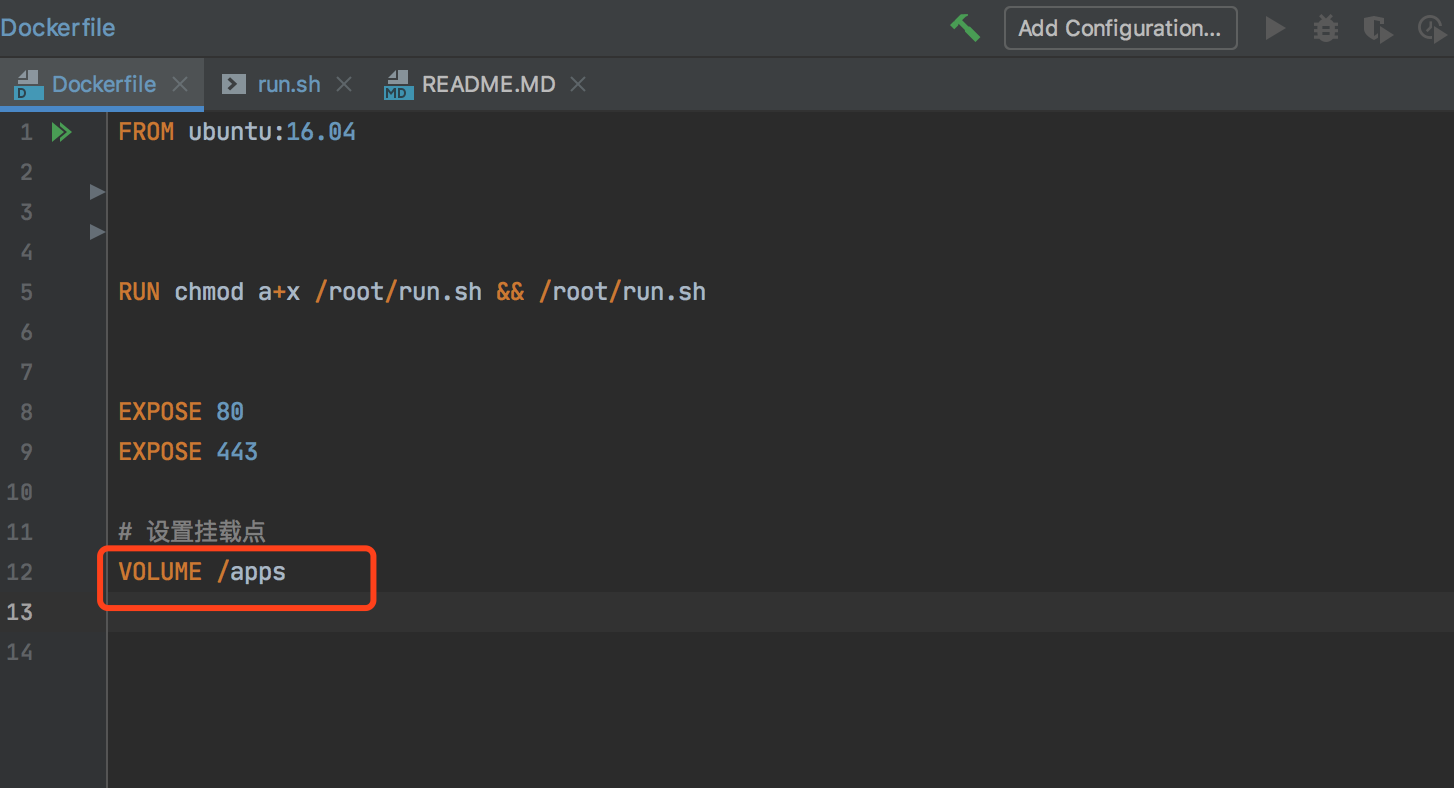 Dockerfile
Add Configuration...
Dockerfile
run.sh
README.MD
1 FROM ubuntu:16.04
2
3
4
5 RUN chmod a+x /root/run.sh && /root/run.sh
6
7
8 EXPOSE 80
9 EXPOSE 443
10
11 # 设置挂载点
12 VOLUME /apps
13
14